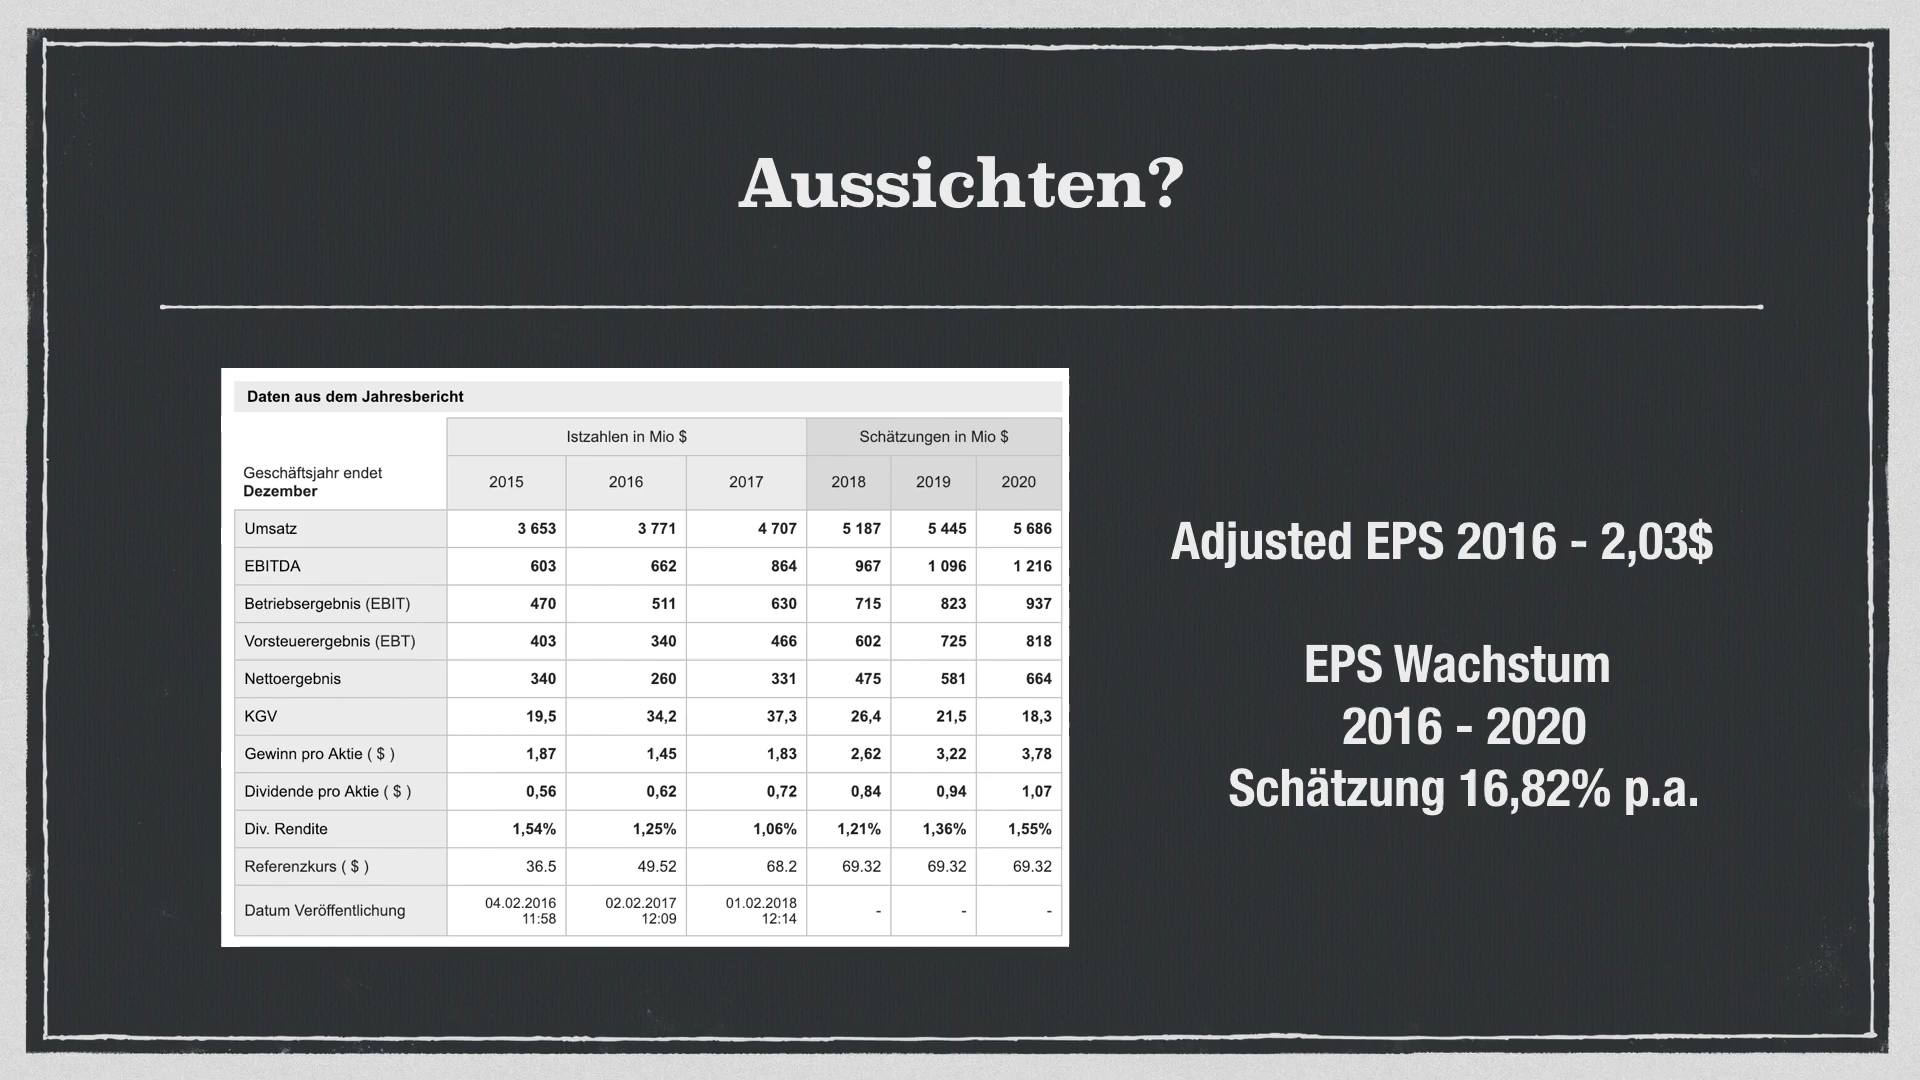 Aussichten?
Daten aus dem Jahresbericht
Istzahlen in Mio $ Schätzungen in Mio $
Geschäftsjahr endet
Dezember
2015 2016 2017 2018 2019 2020
Umsatz 3 653 3 771 4 707 5 187 5 445 5 686
EBITDA 603 662 864 967 1 096 1 216
Betriebsergebnis (EBIT) 470 511 630 715 823 937
Vorsteuerergebnis (EBT) 403 340 466 602 725 818
Nettoergebnis 340 260 331 475 581 664
KGV 19,5 34,2 37,3 26,4 21,5 18,3
Gewinn pro Aktie ( $ ) 1,87 1,45 1,83 2,62 3,22 3,78
Dividende pro Aktie ( $ ) 0,56 0,62 0,72 0,84 0,94 1,07
Div. Rendite 1,54% 1,25% 1,06% 1,21% 1,36% 1,55%
Referenzkurs ( $ ) 36.5 49.52 68.2 69.32 69.32 69.32
Datum Veröffentlichung 04.02.2016 02.02.2017 01.02.2018 - - -
11:58 12:09 12:14
Adjusted EPS 2016 - 2,03$
EPS Wachstum
2016 - 2020
Schätzung 16,82% p.a.